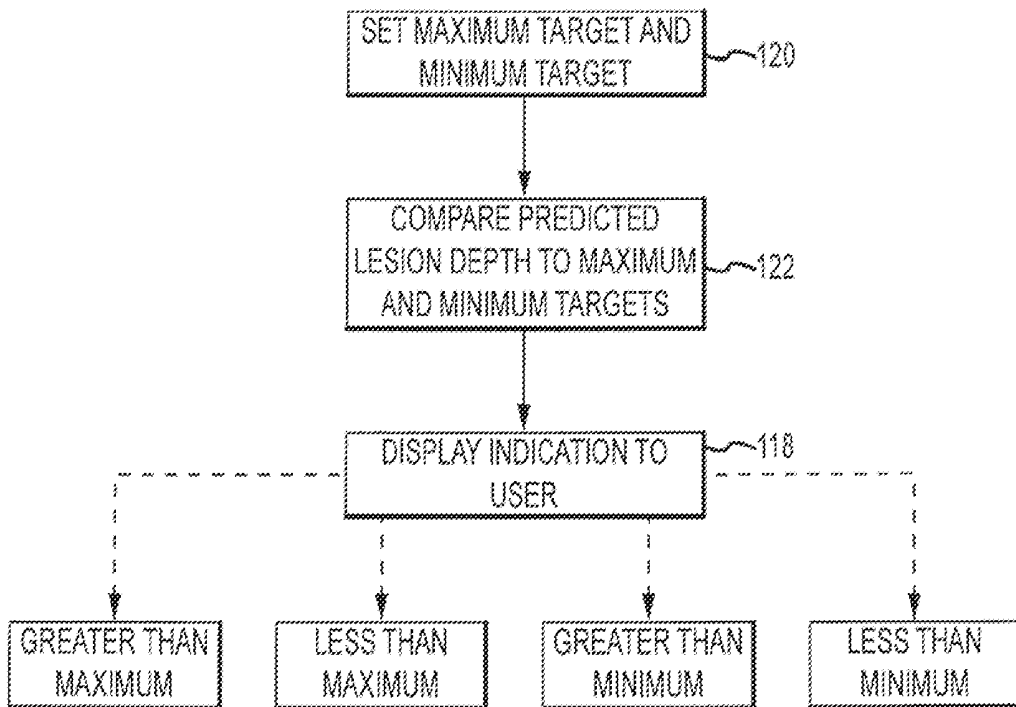 SET MAXIMUM TARGET AND
MINIMUM TARGET
120
COMPARE PREDICTED
LESION DEPTH TO MAXIMUM
AND MINIMUM TARGETS
122
DISPLAY INDICATION TO
USER
118
GREATER THAN
MAXIMUM
LESS THAN
MAXIMUM
GREATER THAN
MINIMUM
LESS THAN
MINIMUM